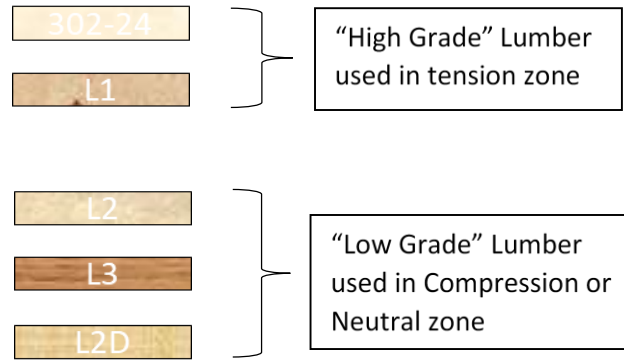 302-24
L1
“High Grade” Lumber
used in tension zone
L2
L3
L2D
“Low Grade” Lumber
used in Compression or
Neutral zone